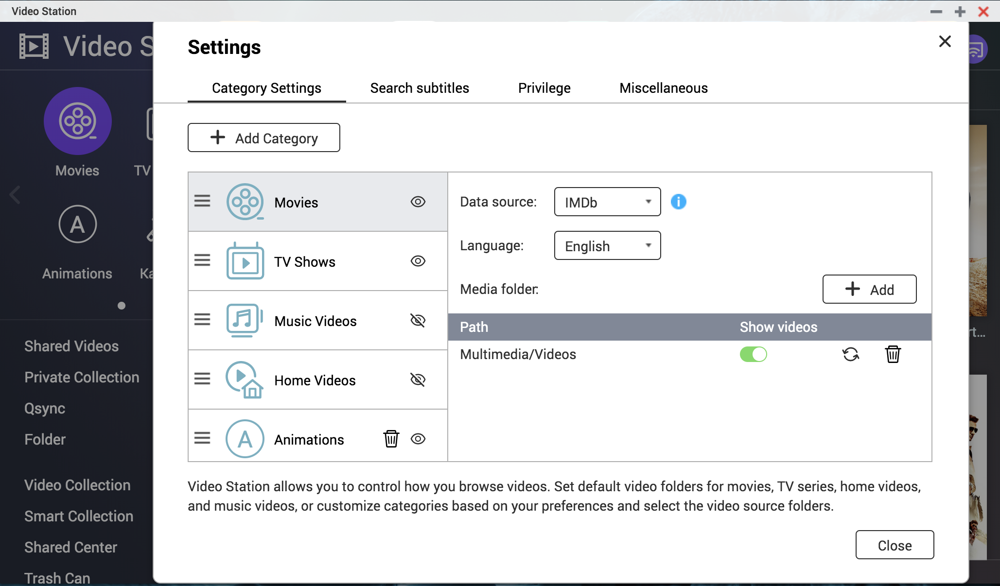 Video Station
Video S
Settings
Category Settings
Search subtitles
Privilege
Miscellaneous
Add Category
Movies
TV
A
Animations
Ka
Shared Videos
Private Collection
Qsync
Folder
Video Collection
Smart Collection
Shared Center
Trash Can
Movies
TV Shows
Music Videos
Home Videos
A
Animations
Data source:
IMDb
i
Language:
English
Media folder:
Add
Path
Show videos
Multimedia/Videos
rt...
Video Station allows you to control how you browse videos. Set default video folders for movies, TV series, home videos,
and music videos, or customize categories based on your preferences and select the video source folders.
Close